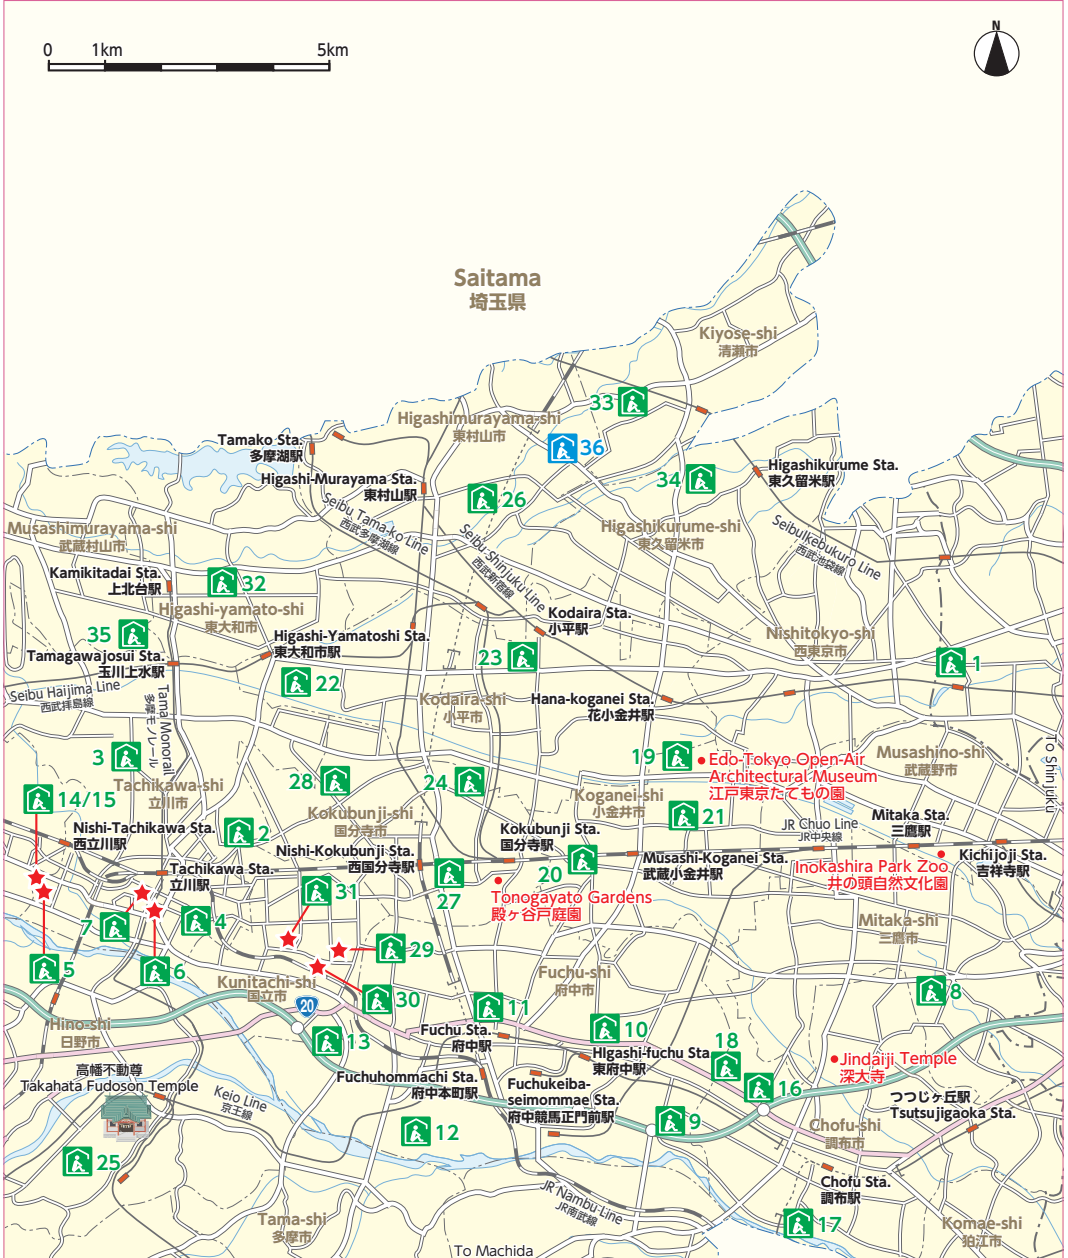 N
0 1km 5km
Saitama
埼玉県
Kiyose-shi
清瀬市
33
Higashimurayama-shi
東村山市
36
Tamako Sta.
多摩湖駅
Higashi-Murayama Sta.
東村山駅
34
Higashikurume Sta.
東久留米駅
26
Seibu Tama-ko Line
西武多摩湖線
Seibu Shinjuku Line
西武新宿線
Higashikurume-shi
東久留米市
SeibuIkebukuro Line
西武池袋線
Musashimurayama-shi
武蔵村山市
Kamikitadai Sta.
上北台駅
32
Higashi-yamato-shi
東大和市
35
Kodaira Sta.
小平駅
Higashi-Yamatoshi Sta.
東大和市駅
Nishitokyo-shi
西東京市
Tamagawajosui Sta.
玉川上水駅
23
1
22
Seibu Haijima Line
西武拝島線
Tama Monorail
多摩モノレール
Kodaira-shi
小平市
Hana-koganei Sta.
花小金井駅
To Shinjuku
3
19
Edo-Tokyo Open-Air
Architectural Museum
江戸東京たてもの園
Musashino-shi
武蔵野市
Tachikawa-shi
立川市
28
24
14/15
Koganei-shi
小金井市
Kokubunji-shi
国分寺市
21
Mitaka Sta.
三鷹駅
JR Chuo Line
JR中央線
Nishi-Tachikawa Sta.
西立川駅
2
Kokubunji Sta.
国分寺駅
Nishi-Kokubunji Sta.
西国分寺駅
20
Musashi-Koganei Sta.
武蔵小金井駅
Kichijoji Sta.
吉祥寺駅
Inokashira Park Zoo
井の頭自然文化園
Tachikawa Sta.
立川駅
31
27
Tonogayato Gardens
殿ヶ谷戸庭園
7
4
Mitaka-shi
三鷹市
29
5
6
Kunitachi-shi
国立市
Fuchu-shi
府中市
30
20
11
8
Hino-shi
日野市
13
Fuchu Sta.
府中駅
10
HIgashi-fuchu Sta.
東府中駅
18
Jindaiji Temple
深大寺
高幡不動尊
Takahata Fudoson Temple
Fuchuhommachi Sta.
府中本町駅
Fuchukeiba-
seimommae Sta.
府中競馬正門前駅
16
つつじヶ丘駅
Tsutsujigaoka Sta.
Keio Line
京王線
12
9
Chofu-shi
調布市
25
Chofu Sta.
調布駅
JR Nambu-Line
JR南武線
Tama-shi
多摩市
17
Komae-shi
狛江市
To Machida